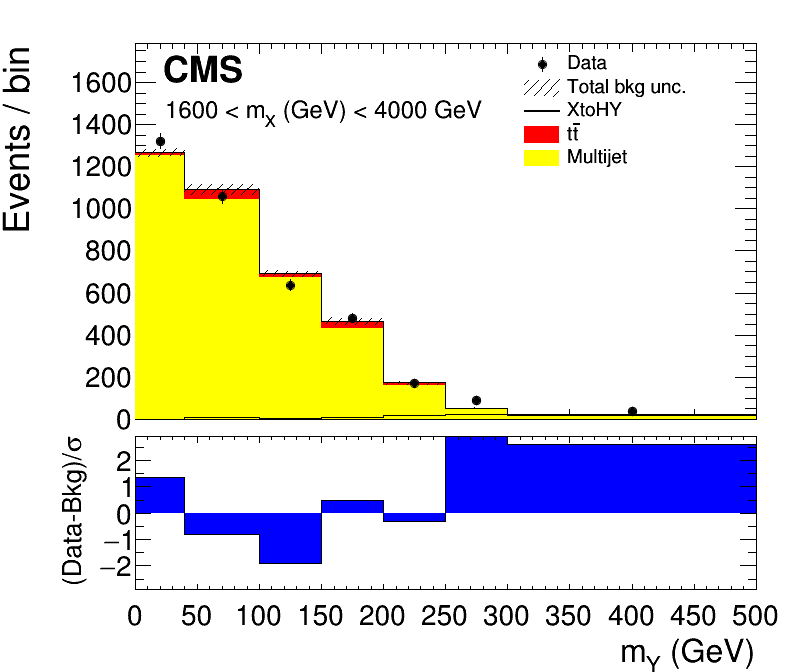 CMS
1600 < mX (GeV) < 4000 GeV
Data
Total bkg unc.
XtoHY
tt̄
Multijet
Events / bin
1600
1400
1200
1000
800
600
400
200
0
(Data-Bkg)/σ
2
1
0
−1
−2
0 50 100 150 200 250 300 350 400 450 500
mY (GeV)